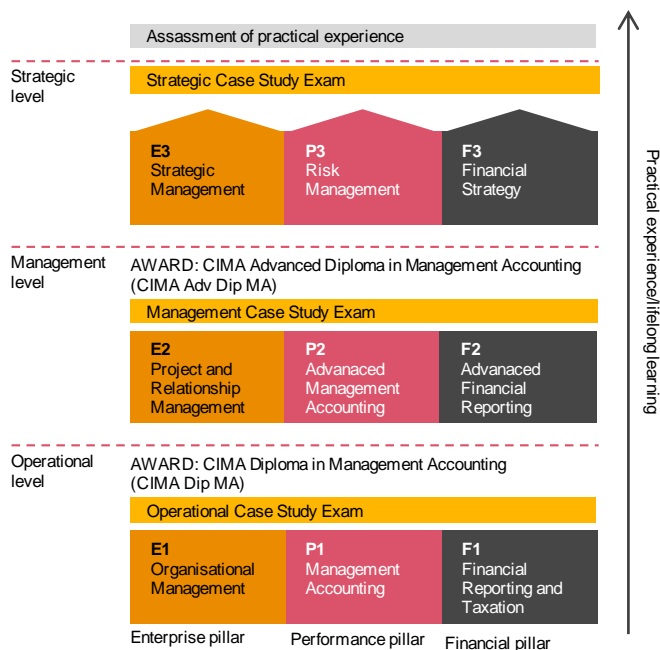 Assassment of practical experience
Strategic
level
Strategic Case Study Exam
E3
Strategic
Management
P3
Risk
Management
F3
Financial
Strategy
Management
level
AWARD: CIMA Advanced Diploma in Management Accounting
(CIMA Adv Dip MA)
Management Case Study Exam
E2
Project and
Relationship
Management
P2
Advanaced
Management
Accounting
F2
Advanaced
Financial
Reporting
Operational
level
AWARD: CIMA Diploma in Management Accounting
(CIMA Dip MA)
Operational Case Study Exam
E1
Organisational
Management
P1
Management
Accounting
F1
Financial
Reporting and
Taxation
Enterprise pillar
Performance pillar
Financial pillar
Practical experience/lifelong learning